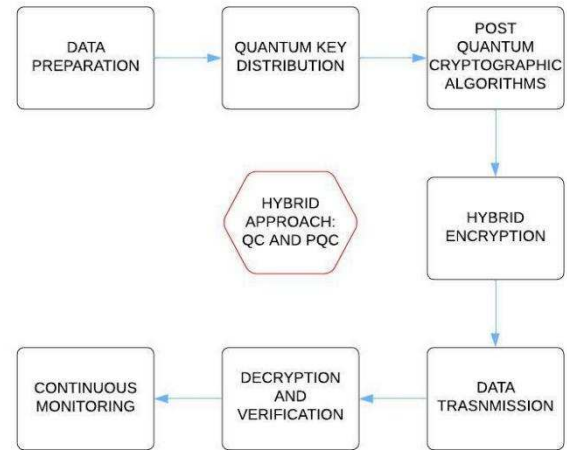 DATA
PREPARATION
QUANTUM KEY
DISTRIBUTION
POST
QUANTUM
CRYPTOGRAPHIC
ALGORITHMS
HYBRID
APPROACH:
QC AND PQC
HYBRID
ENCRYPTION
CONTINUOUS
MONITORING
DECRYPTION
AND
VERIFICATION
DATA
TRASNMISSION